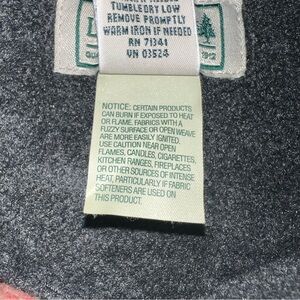 TUMBLE DRY LOW
REMOVE PROMPTLY
WARM IRON IF NEEDED
RN 71341
VN 03524
NOTICE: CERTAIN PRODUCTS
CAN BURN IF EXPOSED TO HEAT
OR FLAME. FABRICS WITH A
FUZZY SURFACE OR OPEN WEAVE
ARE MORE EASILY IGNITED.
USE CAUTION NEAR OPEN
FLAMES, CANDLES, CIGARETTES,
KITCHEN RANGES, FIREPLACES
OR OTHER SOURCES OF INTENSE
HEAT, PARTICULARLY IF FABRIC
SOFTENERS ARE USED ON
THIS PRODUCT.